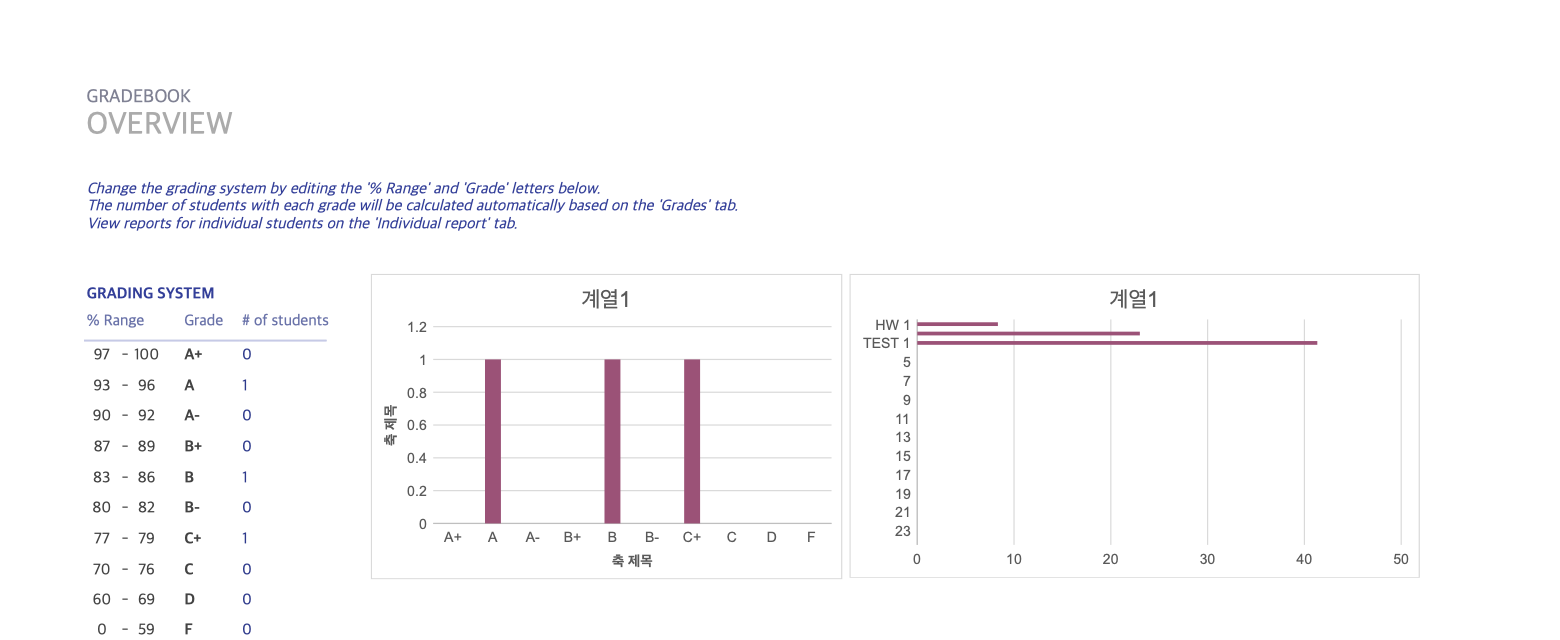 GRADEBOOK
OVERVIEW
Change the grading system by editing the '% Range' and 'Grade' letters below.
The number of students with each grade will be calculated automatically based on the 'Grades' tab.
View reports for individual students on the 'Individual report' tab.
GRADING SYSTEM
% Range Grade # of students
97 - 100 A+ 0
93 - 96 A 1
90 - 92 A- 0
87 - 89 B+ 0
83 - 86 B 1
80 - 82 B- 0
77 - 79 C+ 1
70 - 76 C 0
60 - 69 D 0
0 - 59 F 0
계열1
1.2
1
0.8
0.6
0.4
0.2
0
축 제목
A+ A A- B+ B B- C+ C D F
축 제목
계열1
HW 1
TEST 1
5
7
9
11
13
15
17
19
21
23
0 10 20 30 40 50